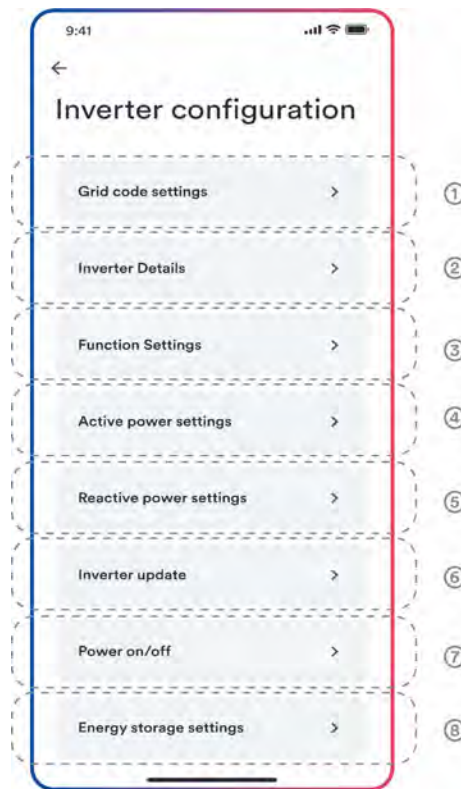 9:41
Inverter configuration
Grid code settings
①
Inverter Details
②
Function Settings
③
Active power settings
④
Reactive power settings
⑤
Inverter update
⑥
Power on/off
⑦
Energy storage settings
⑧